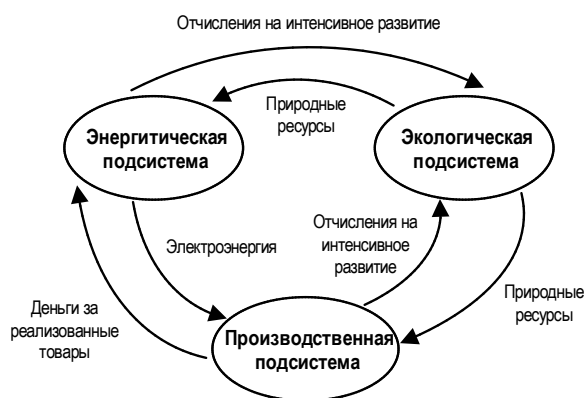 Отчисления на интенсивное развитие
Природные
ресурсы
Энергитическая
подсистема
Экологическая
подсистема
Электроэнергия
Отчисления на
интенсивное
развитие
Деньги за
реализованные
товары
Природные
ресурсы
Производственная
подсистема